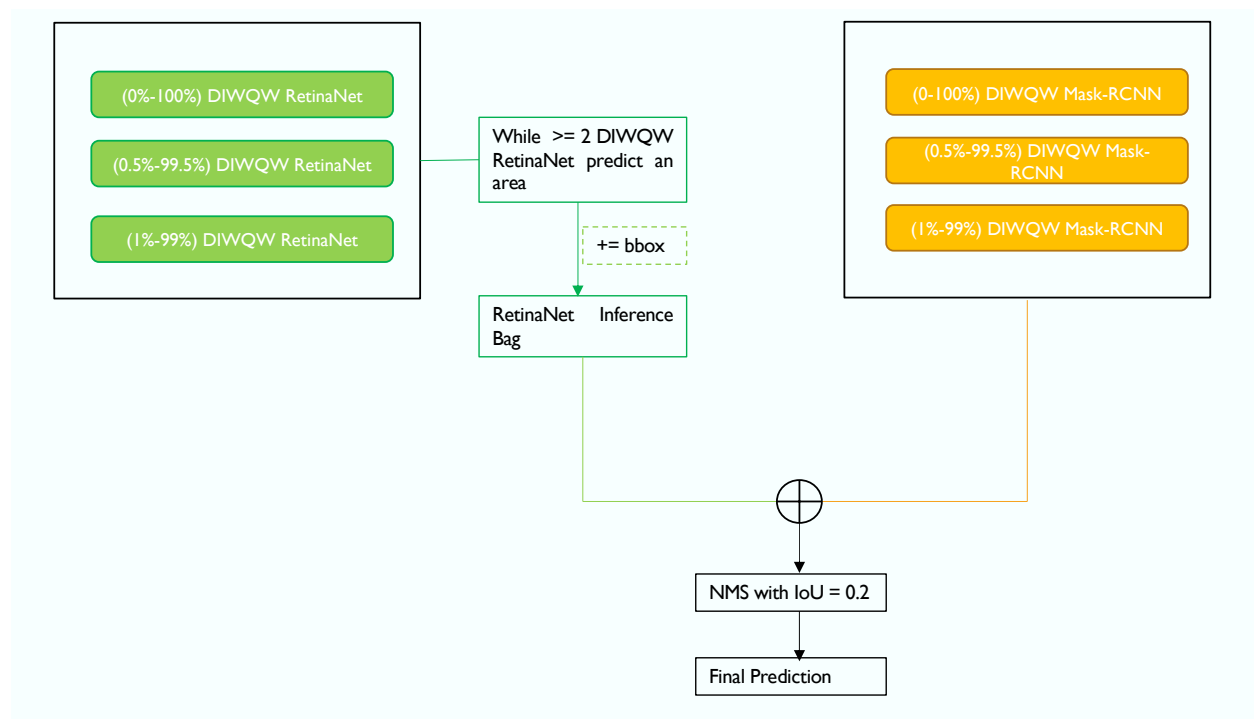 (0%-100%) DIWQW RetinaNet
(0.5%-99.5%) DIWQW RetinaNet
(1%-99%) DIWQW RetinaNet
While >= 2 DIWQW
RetinaNet predict an
area
+= bbox
RetinaNet Inference
Bag
(0-100%) DIWQW Mask-RCNN
(0.5%-99.5%) DIWQW Mask-
RCNN
(1%-99%) DIWQW Mask-RCNN
NMS with IoU = 0.2
Final Prediction